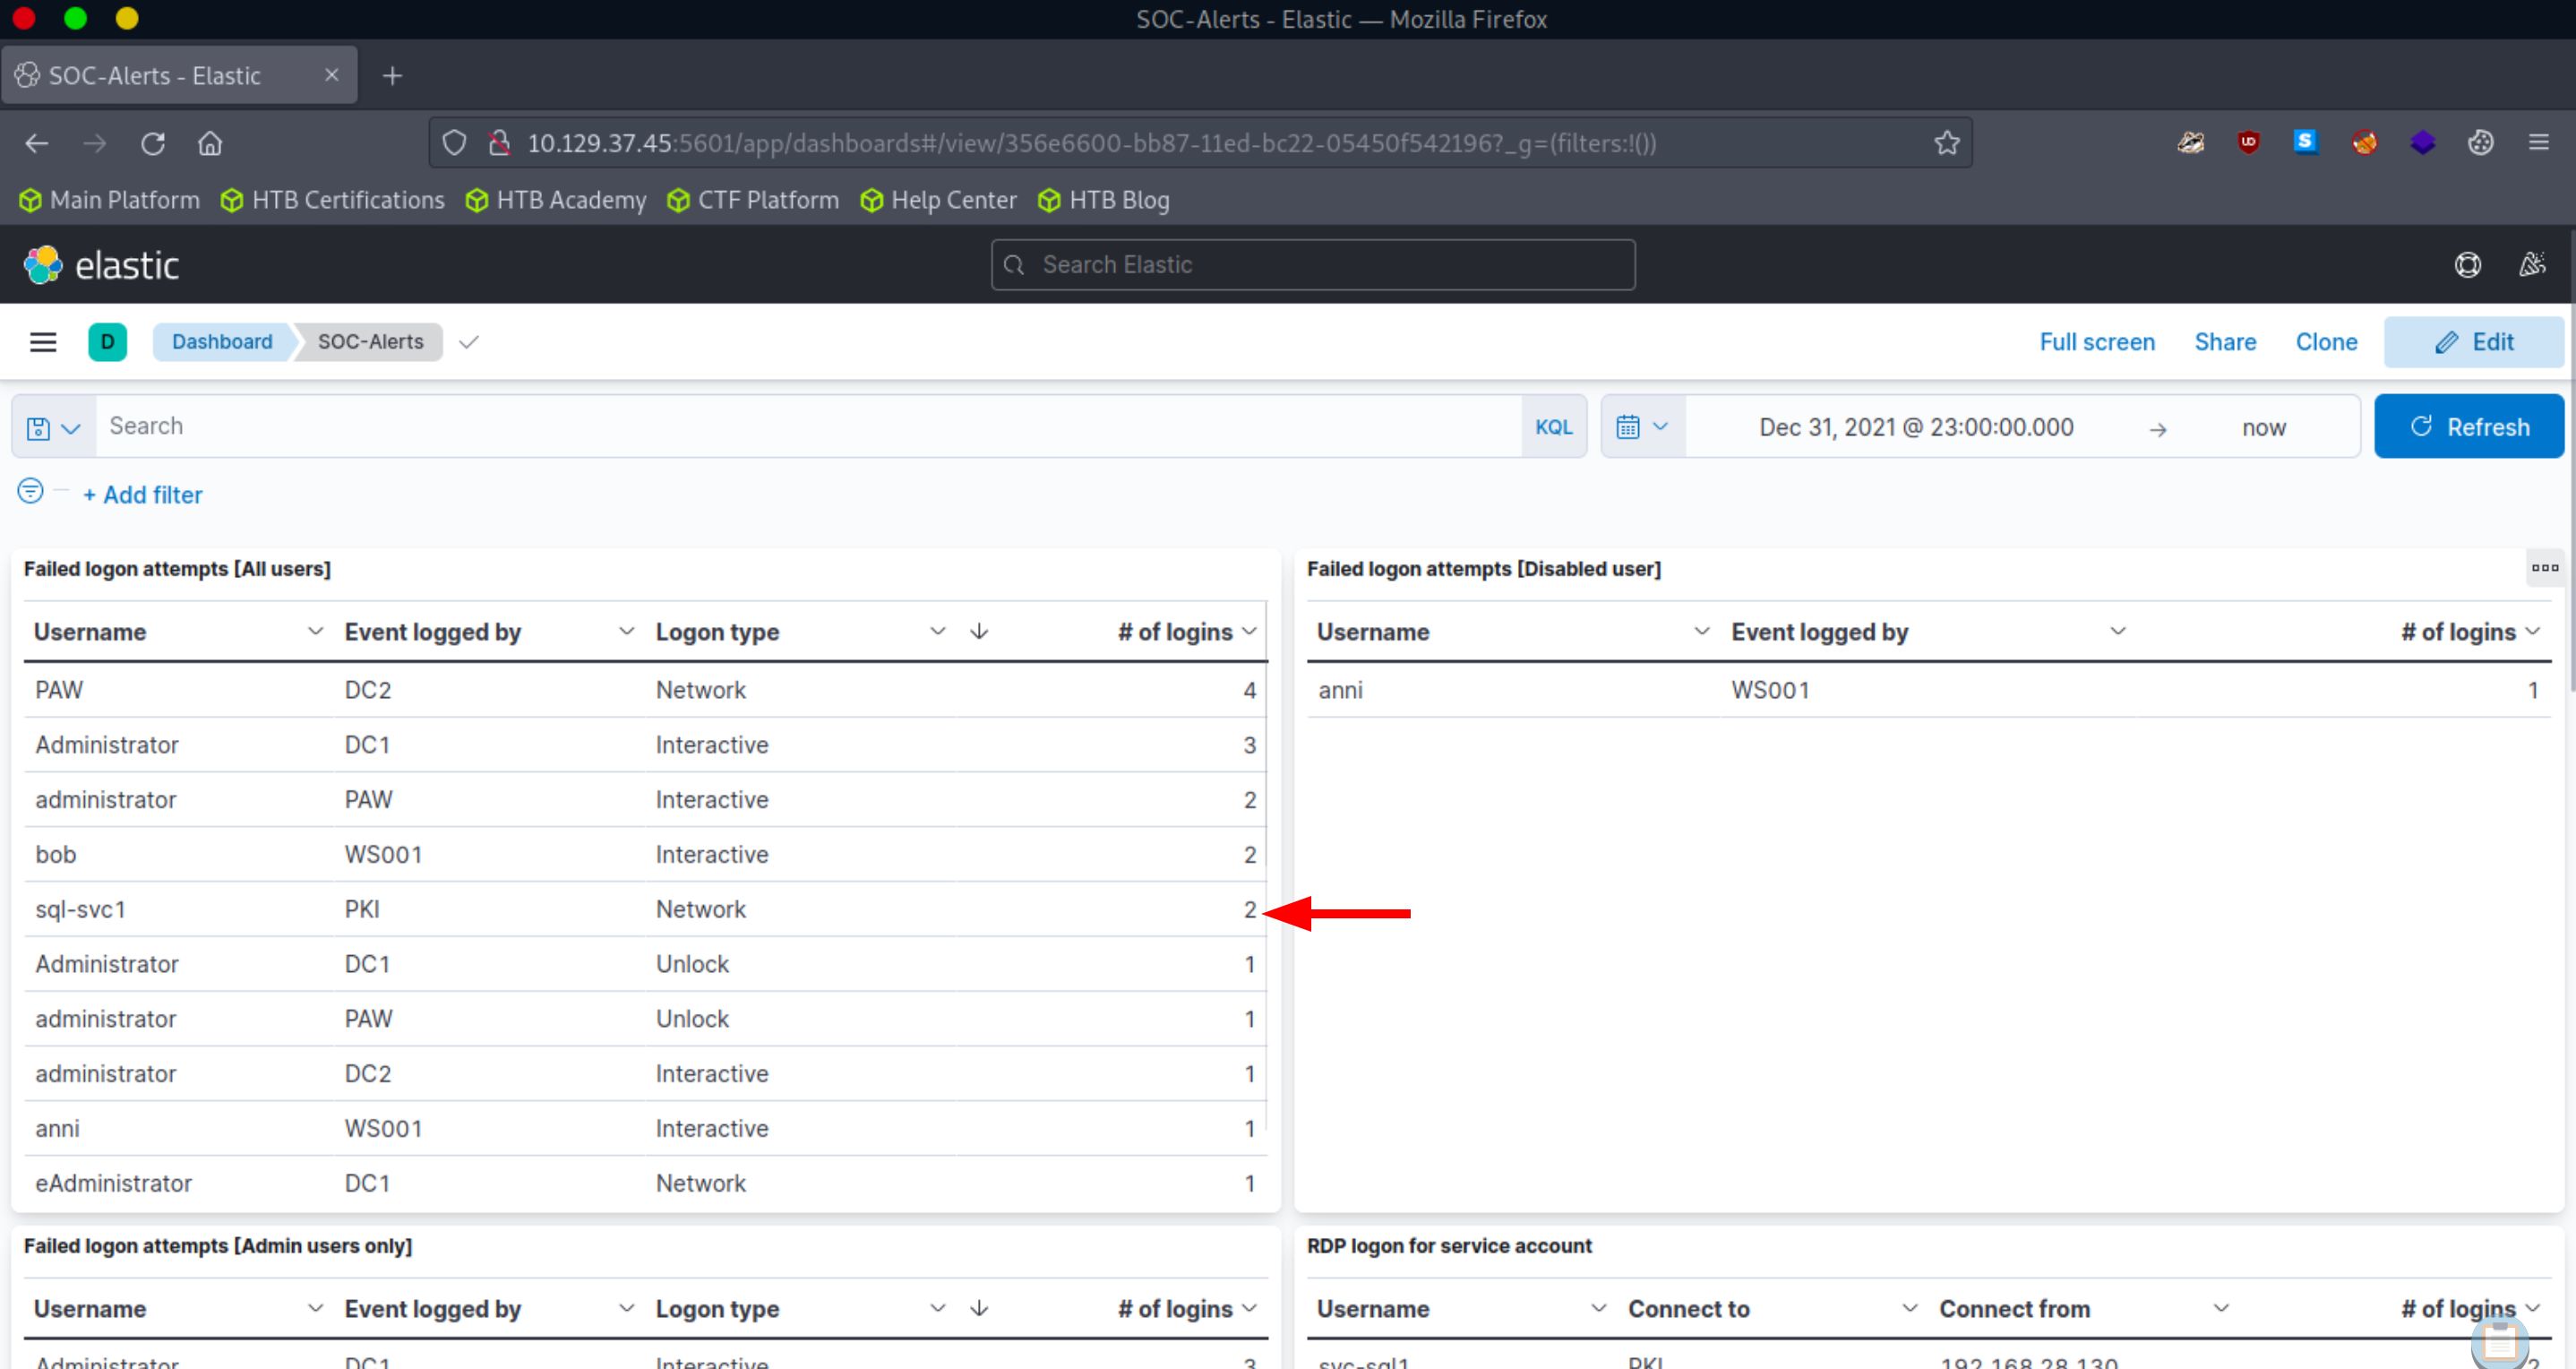 SOC-Alerts - Elastic — Mozilla Firefox
SOC-Alerts - Elastic
10.129.37.45:5601/app/dashboards#/view/356e6600-bb87-11ed-bc22-05450f542196?_g=(filters:!())
Main Platform HTB Certifications HTB Academy CTF Platform Help Center HTB Blog
elastic Search Elastic
D Dashboard SOC-Alerts Full screen Share Clone Edit
Search KQL Dec 31, 2021 @ 23:00:00.000 → now Refresh
+ Add filter
Failed logon attempts [All users]
Username Event logged by Logon type # of logins
PAW DC2 Network 4
Administrator DC1 Interactive 3
administrator PAW Interactive 2
bob WS001 Interactive 2
sql-svc1 PKI Network 2
Administrator DC1 Unlock 1
administrator PAW Unlock 1
administrator DC2 Interactive 1
anni WS001 Interactive 1
eAdministrator DC1 Network 1
Failed logon attempts [Disabled user]
Username Event logged by # of logins
anni WS001 1
Failed logon attempts [Admin users only]
Username Event logged by Logon type # of logins
Administrator DC1 Interactive 3
RDP logon for service account
Username Connect to Connect from # of logins
svc-sql1 PKI 192.168.28.130 2